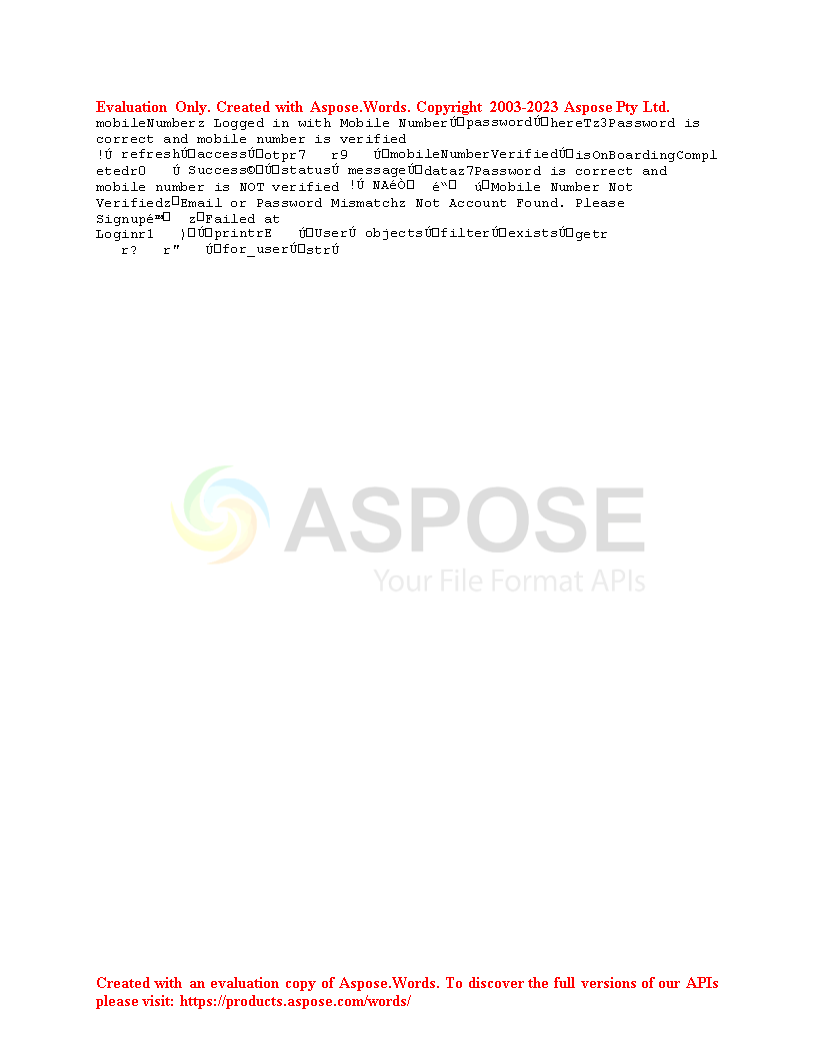 Evaluation Only. Created with Aspose.Words. Copyright 2003-2023 Aspose Pty Ltd.
mobileNumberz Logged in with Mobile NumberÚ□passwordÚ□hereTz3Password is
correct and mobile number is verified
!Ú refreshÚ□accessÚ□otpr7 r9 Ú□mobileNumberVerifiedÚ□isOnBoardingCompl
etedr0 Ú Success©□Ú□statusÚ messageÚ□dataz7Password is correct and
mobile number is NOT verified !Ú NAéÒ□ é“□ ú□Mobile Number Not
Verifiedz□Email or Password Mismatchz Not Account Found. Please
Signupé™□ z□Failed at
Loginr1 )□Ú□printrE Ú□UserÚ objectsÚ□filterÚ□existsÚ□getr
r? r" Ú□for_userÚ□strÚ
ASPOSE
Your File Format APIs
Created with an evaluation copy of Aspose.Words. To discover the full versions of our APIs
please visit: https://products.aspose.com/words/